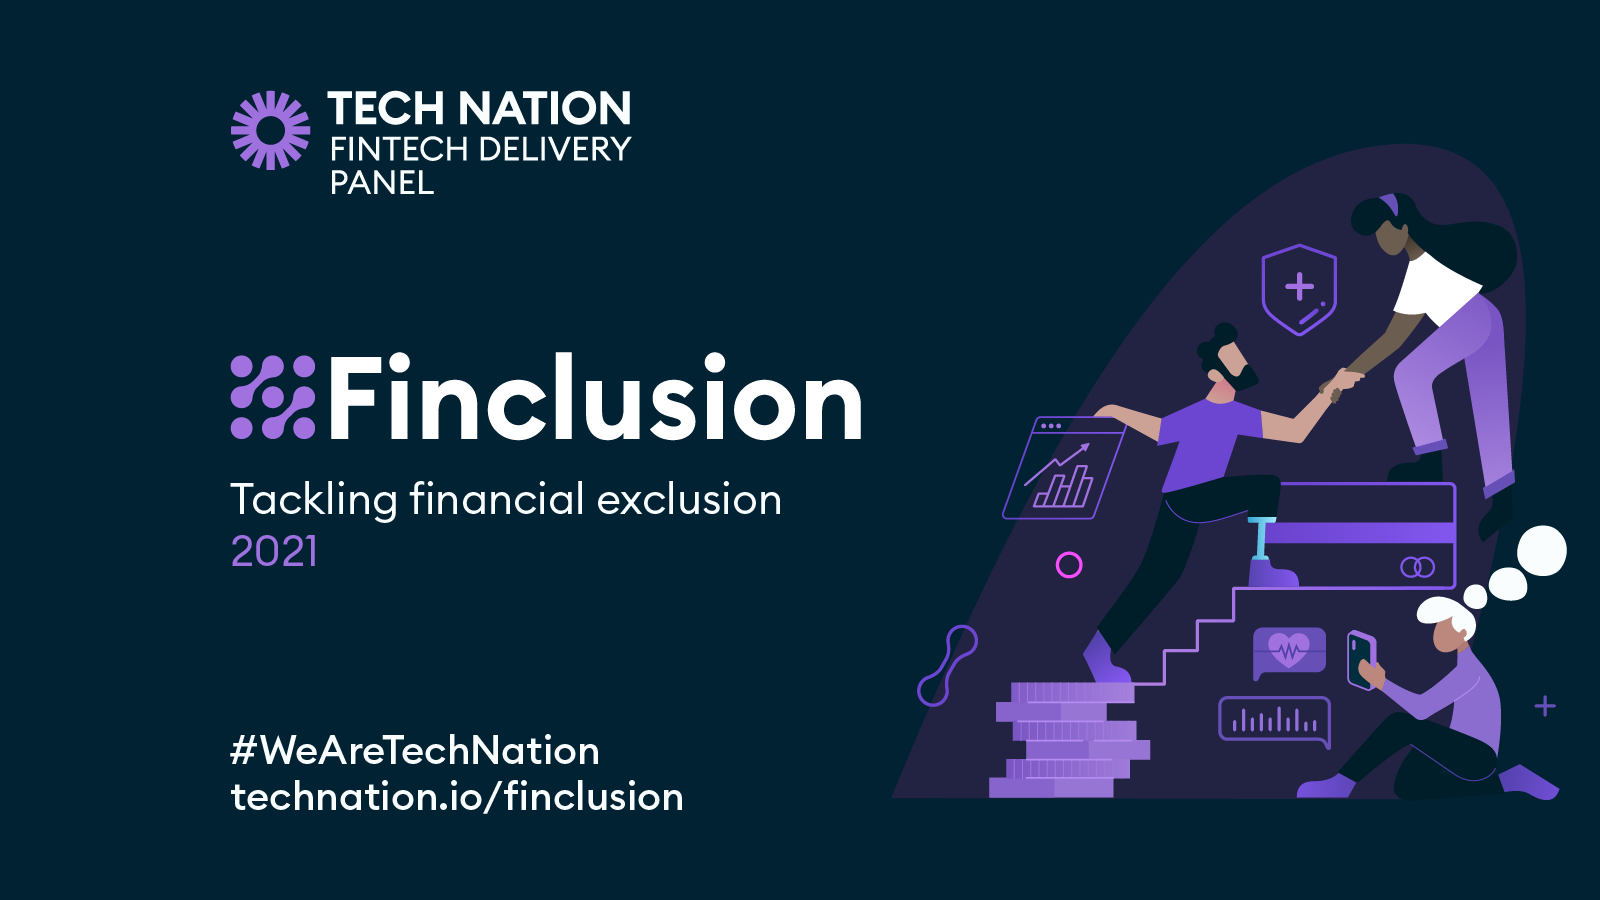 TECH NATION
FINTECH DELIVERY
PANEL
Finclusion
Tackling financial exclusion
2021
#WeAreTechNation
technation.io/finclusion